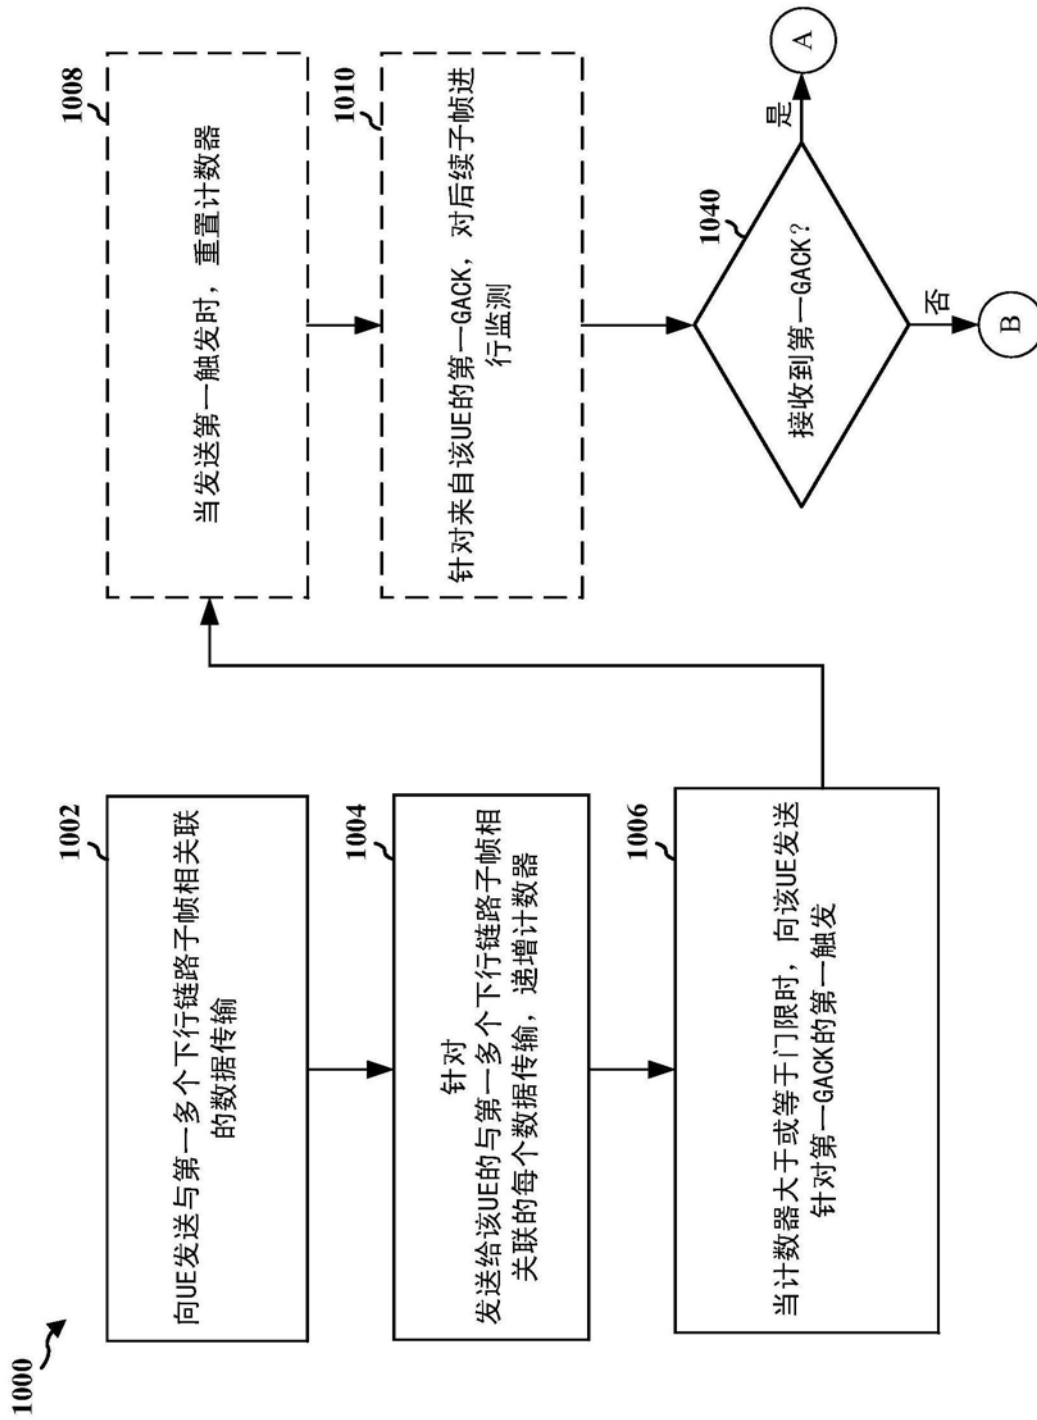 1000
1002
向UE发送与第一多个下行链路子帧相关联
的数据传输
1004
针对
发送给该UE的与第一多个下行链路子帧相
关联的每个数据传输，递增计数器
1006
当计数器大于或等于门限时，向该UE发送
针对第一GACK的第一触发
1008
当发送第一触发时，重置计数器
1010
针对来自该UE的第一GACK，对后续子帧进
行监测
1040
接收到第一GACK？
是
A
否
B